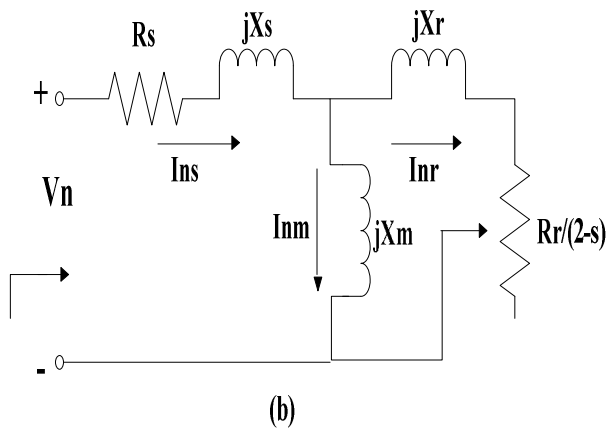 Rs
jXs
jXr
+
Ins
Inr
Vn
Inm
jXm
Rr/(2-s)
-
(b)